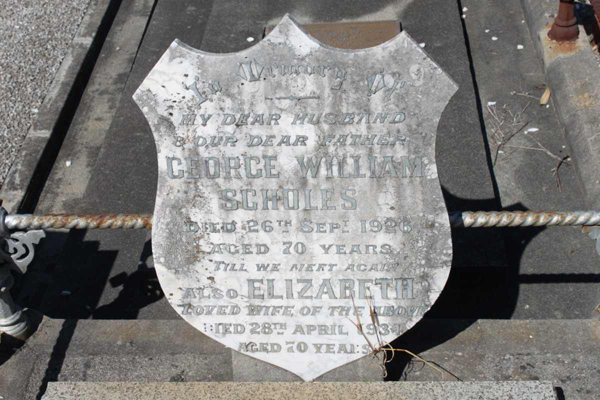 In Memory Of
MY DEAR HUSBAND
& OUR DEAR FATHER
GEORGE WILLIAM
SCHOLES
DIED 26TH SEPT 1926
AGED 70 YEARS
TILL WE MEET AGAIN
ALSO ELIZABETH
LOVED WIFE OF THE ABOVE
DIED 28TH APRIL 1934
AGED 70 YEARS